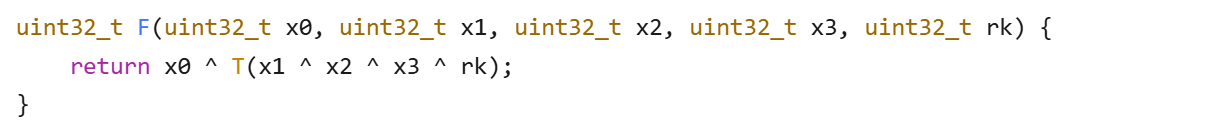 uint32_t F(uint32_t x0, uint32_t x1, uint32_t x2, uint32_t x3, uint32_t rk) {
    return x0 ^ T(x1 ^ x2 ^ x3 ^ rk);
}